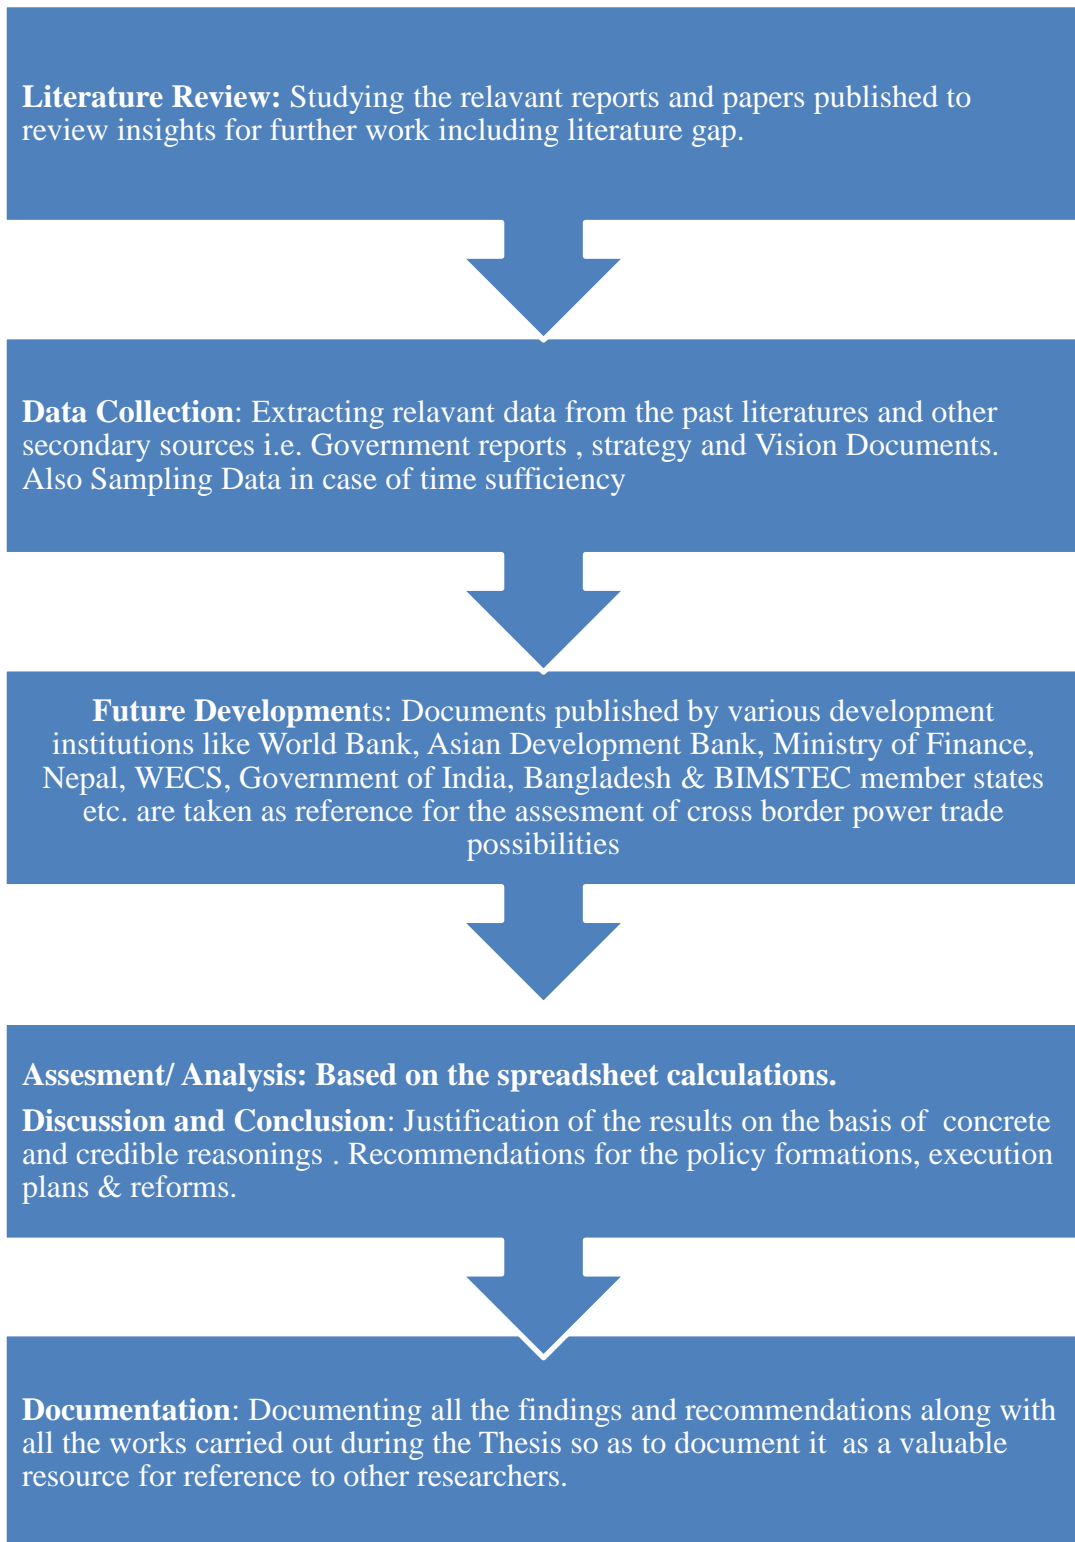 Literature Review: Studying the relavant reports and papers published to
review insights for further work including literature gap.
Data Collection: Extracting relavant data from the past literatures and other
secondary sources i.e. Government reports , strategy and Vision Documents.
Also Sampling Data in case of time sufficiency
Future Developments: Documents published by various development
institutions like World Bank, Asian Development Bank, Ministry of Finance,
Nepal, WECS, Government of India, Bangladesh & BIMSTEC member states
etc. are taken as reference for the assesment of cross border power trade
possibilities
Assesment/ Analysis: Based on the spreadsheet calculations.
Discussion and Conclusion: Justification of the results on the basis of  concrete
and credible reasonings . Recommendations for the policy formations, execution
plans & reforms.
Documentation: Documenting all the findings and recommendations along with
all the works carried out during the Thesis so as to document it  as a valuable
resource for reference to other researchers.